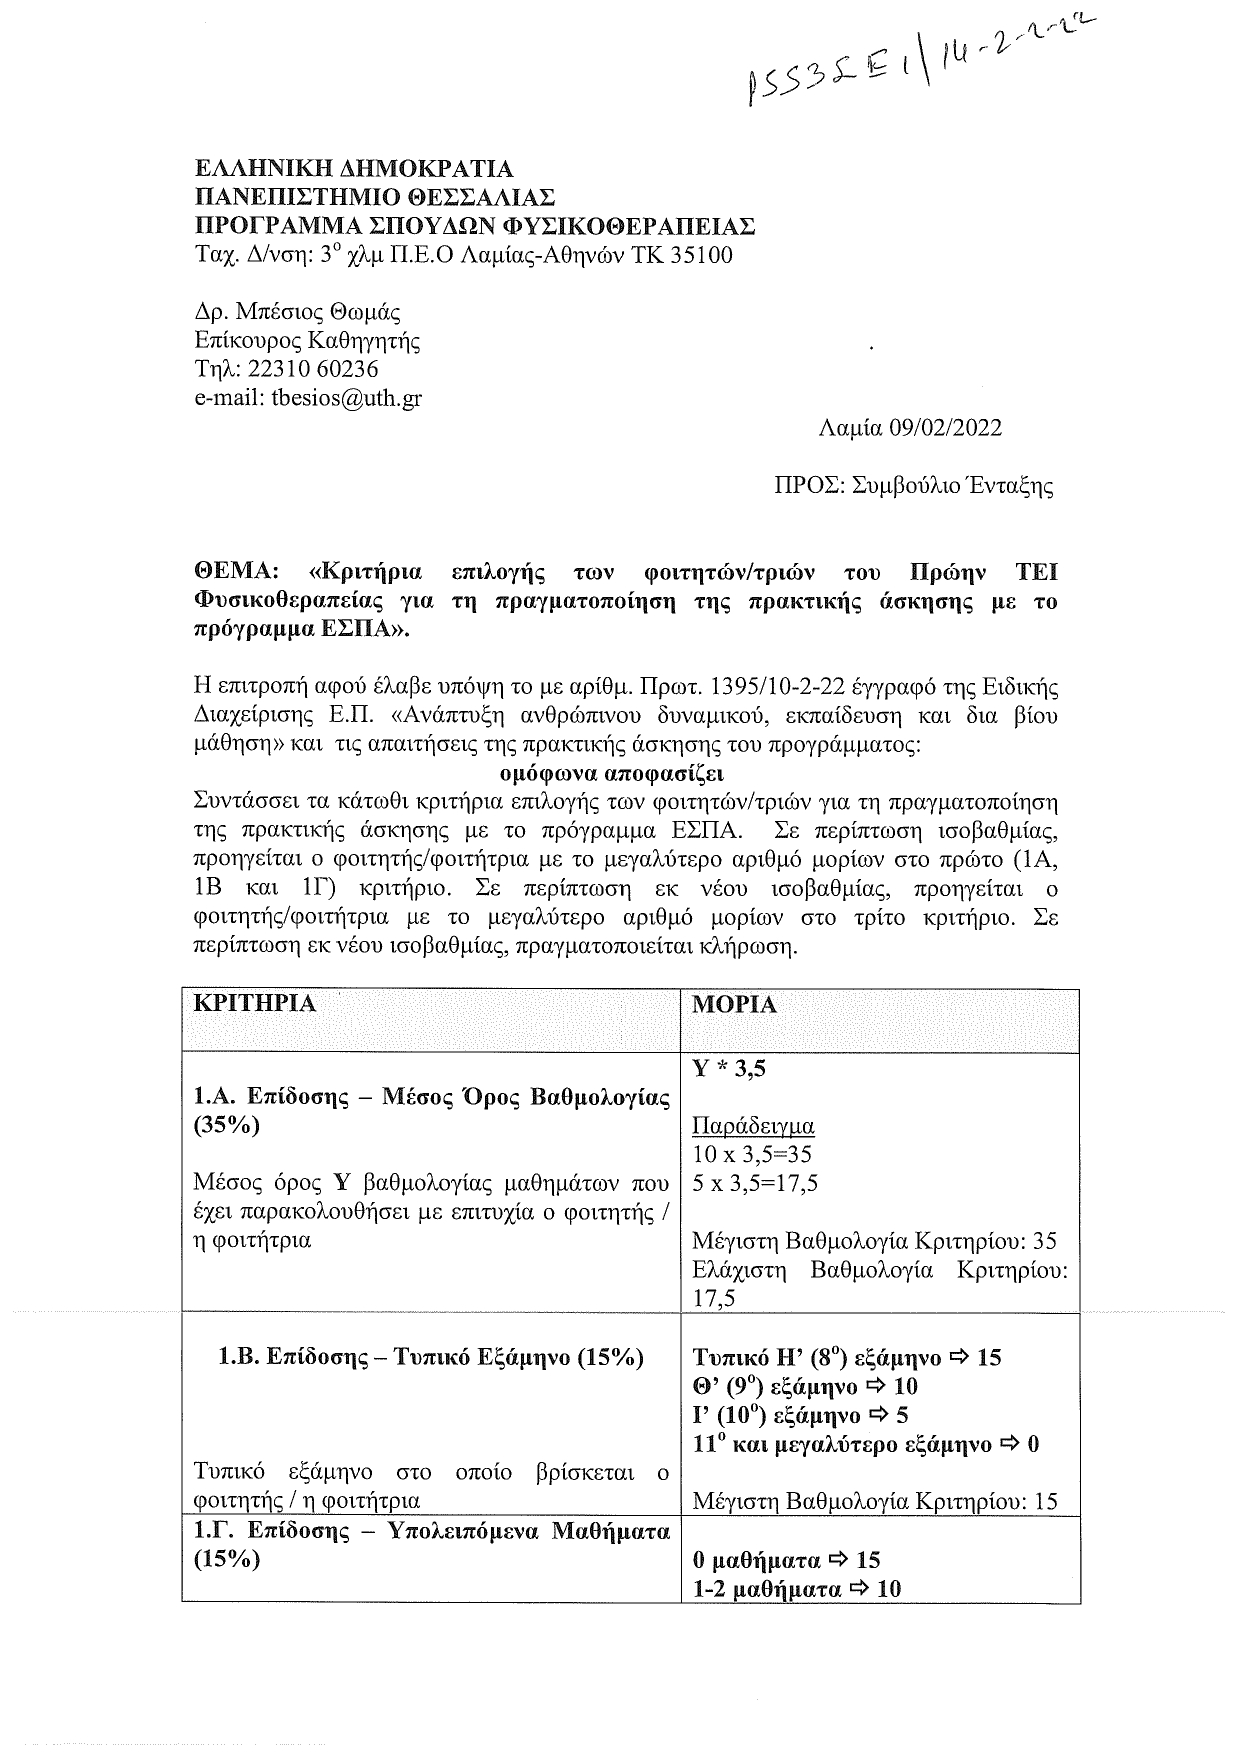 15535ΣΕ1/14-2-2022
ΕΛΛΗΝΙΚΗ ΔΗΜΟΚΡΑΤΙΑ
ΠΑΝΕΠΙΣΤΗΜΙΟ ΘΕΣΣΑΛΙΑΣ
ΠΡΟΓΡΑΜΜΑ ΣΠΟΥΔΩΝ ΦΥΣΙΚΟΘΕΡΑΠΕΙΑΣ
Ταχ. Δ/νση: 3ο χλμ Π.Ε.Ο Λαμίας-Αθηνών ΤΚ 35100
Δρ. Μπέσιος Θωμάς
Επίκουρος Καθηγητής
Τηλ: 22310 60236
e-mail: tbesios@uth.gr
Λαμία 09/02/2022
ΠΡΟΣ: Συμβούλιο Ένταξης
ΘΕΜΑ: «Κριτήρια επιλογής των φοιτητών/τριών του Πρώην ΤΕΙ
Φυσικοθεραπείας για τη πραγματοποίηση της πρακτικής άσκησης με το
πρόγραμμα ΕΣΠΑ».
Η επιτροπή αφού έλαβε υπόψη το με αρίθμ. Πρωτ. 1395/10-2-22 έγγραφό της Ειδικής
Διαχείρισης Ε.Π. «Ανάπτυξη ανθρώπινου δυναμικού, εκπαίδευση και δια βίου
μάθηση» και τις απαιτήσεις της πρακτικής άσκησης του προγράμματος:
ομόφωνα αποφασίζει
Συντάσσει τα κάτωθι κριτήρια επιλογής των φοιτητών/τριών για τη πραγματοποίηση
της πρακτικής άσκησης με το πρόγραμμα ΕΣΠΑ. Σε περίπτωση ισοβαθμίας,
προηγείται ο φοιτητής/φοιτήτρια με το μεγαλύτερο αριθμό μορίων στο πρώτο (1Α,
1Β και 1Γ) κριτήριο. Σε περίπτωση εκ νέου ισοβαθμίας, προηγείται ο
φοιτητής/φοιτήτρια με το μεγαλύτερο αριθμό μορίων στο τρίτο κριτήριο. Σε
περίπτωση εκ νέου ισοβαθμίας, πραγματοποιείται κλήρωση.
ΚΡΙΤΗΡΙΑ
ΜΟΡΙΑ
1.Α. Επίδοσης – Μέσος Όρος Βαθμολογίας
(35%)
Μέσος όρος Υ βαθμολογίας μαθημάτων που
έχει παρακολουθήσει με επιτυχία ο φοιτητής /
η φοιτήτρια
Υ * 3,5
Παράδειγμα
10 x 3,5=35
5 x 3,5=17,5
Μέγιστη Βαθμολογία Κριτηρίου: 35
Ελάχιστη Βαθμολογία Κριτηρίου:
17,5
1.Β. Επίδοσης – Τυπικό Εξάμηνο (15%)
Τυπικό εξάμηνο στο οποίο βρίσκεται ο
φοιτητής / η φοιτήτρια
Τυπικό Η’ (8ο) εξάμηνο ⇨ 15
Θ’ (9ο) εξάμηνο ⇨ 10
Ι’ (10ο) εξάμηνο ⇨ 5
11ο και μεγαλύτερο εξάμηνο ⇨ 0
Μέγιστη Βαθμολογία Κριτηρίου: 15
1.Γ. Επίδοσης – Υπολειπόμενα Μαθήματα
(15%)
0 μαθήματα ⇨ 15
1-2 μαθήματα ⇨ 10